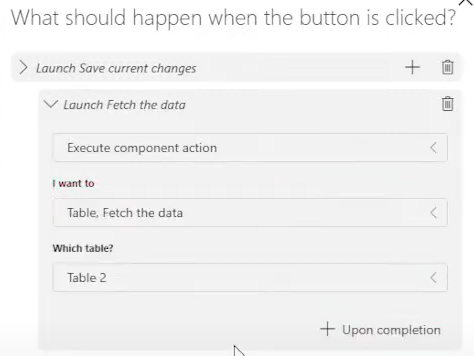 What should happen when the button is clicked?
Launch Save current changes
Launch Fetch the data
Execute component action
I want to
Table, Fetch the data
Which table?
Table 2
Upon completion